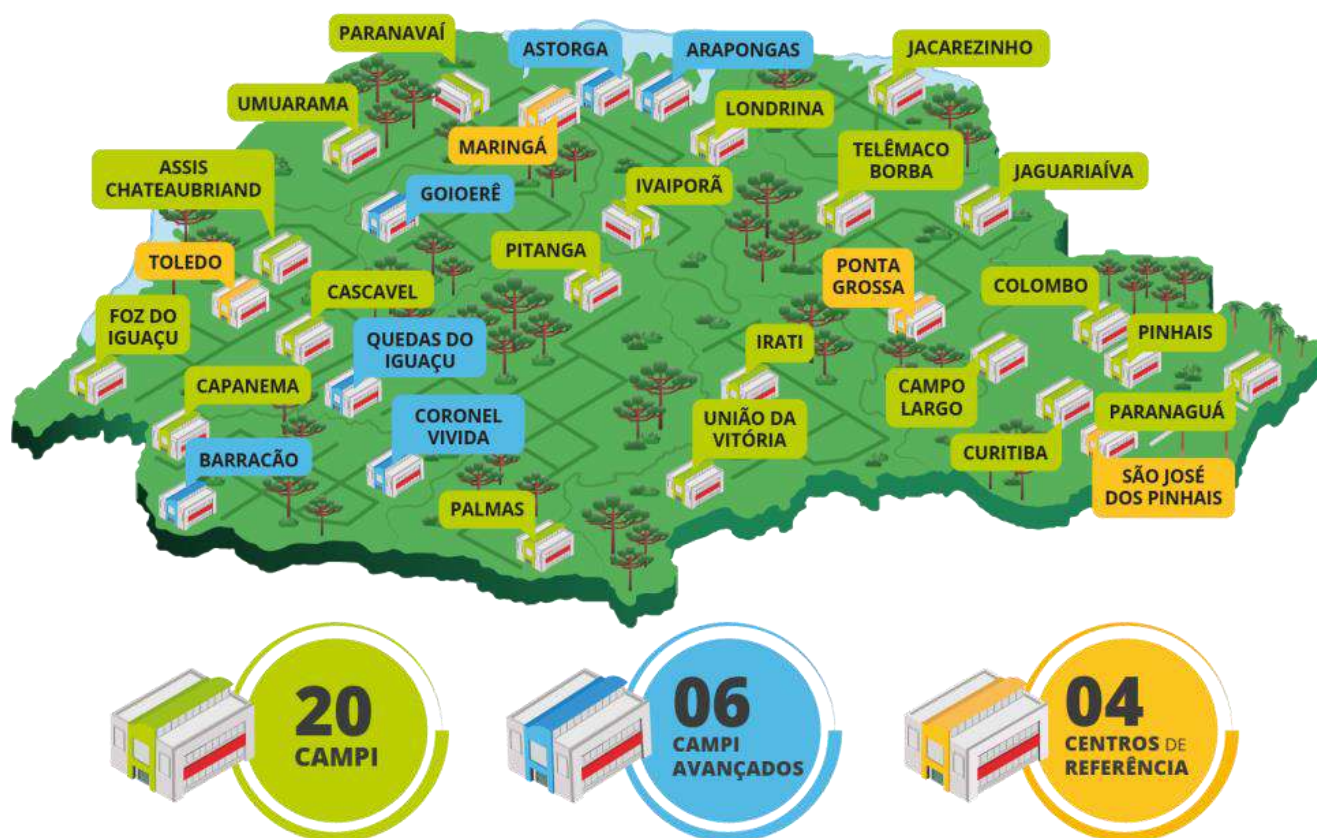 PARANAVAÍ
ASTORGA
ARAPONGAS
JACAREZINHO
UMUARAMA
LONDRINA
MARINGÁ
ASSIS
CHATEAUBRIAND
GOIOERÊ
IVAIPORÃ
TELÊMACO
BORBA
JAGUARIAÍVA
TOLEDO
PITANGA
PONTA
GROSSA
CASCAVEL
COLOMBO
FOZ DO
IGUAÇU
QUEDAS DO
IGUAÇU
IRATI
PINHAIS
CAPANEMA
CAMPO
LARGO
CORONEL
VIVIDA
UNIÃO DA
VITÓRIA
PARANAGUÁ
BARRACÃO
CURITIBA
SÃO JOSÉ
DOS PINHAIS
PALMAS
20
CAMPI
06
CAMPI
AVANÇADOS
04
CENTROS DE
REFERÊNCIA